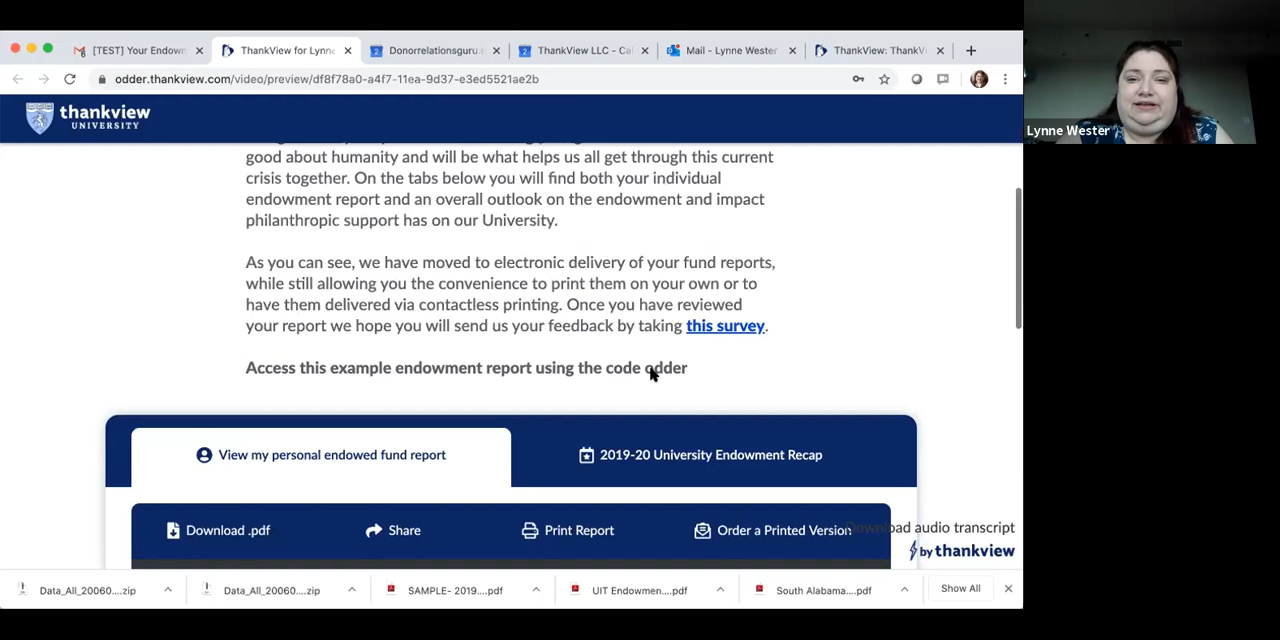 [TEST] Your Endown
ThankView for Lynne
Donorrelationsguru.
ThankView LLC - Ca
Mail - Lynne Wester
ThankView: ThankV
odder.thankview.com/video/preview/df8f78a0-a4f7-11ea-9d37-e3ed5521ae2b
thankview
UNIVERSITY
Lynne Wester
good about humanity and will be what helps us all get through this current
crisis together. On the tabs below you will find both your individual
endowment report and an overall outlook on the endowment and impact
philanthropic support has on our University.
As you can see, we have moved to electronic delivery of your fund reports,
while still allowing you the convenience to print them on your own or to
have them delivered via contactless printing. Once you have reviewed
your report we hope you will send us your feedback by taking this survey.
Access this example endowment report using the code odder
View my personal endowed fund report
2019-20 University Endowment Recap
Download .pdf
Share
Print Report
Order a Printed Version
Download audio transcript
by thankview
Data_All_20060....zip
Data_All_20060....zip
SAMPLE- 2019....pdf
UIT Endowmen....pdf
South Alabama....pdf
Show All